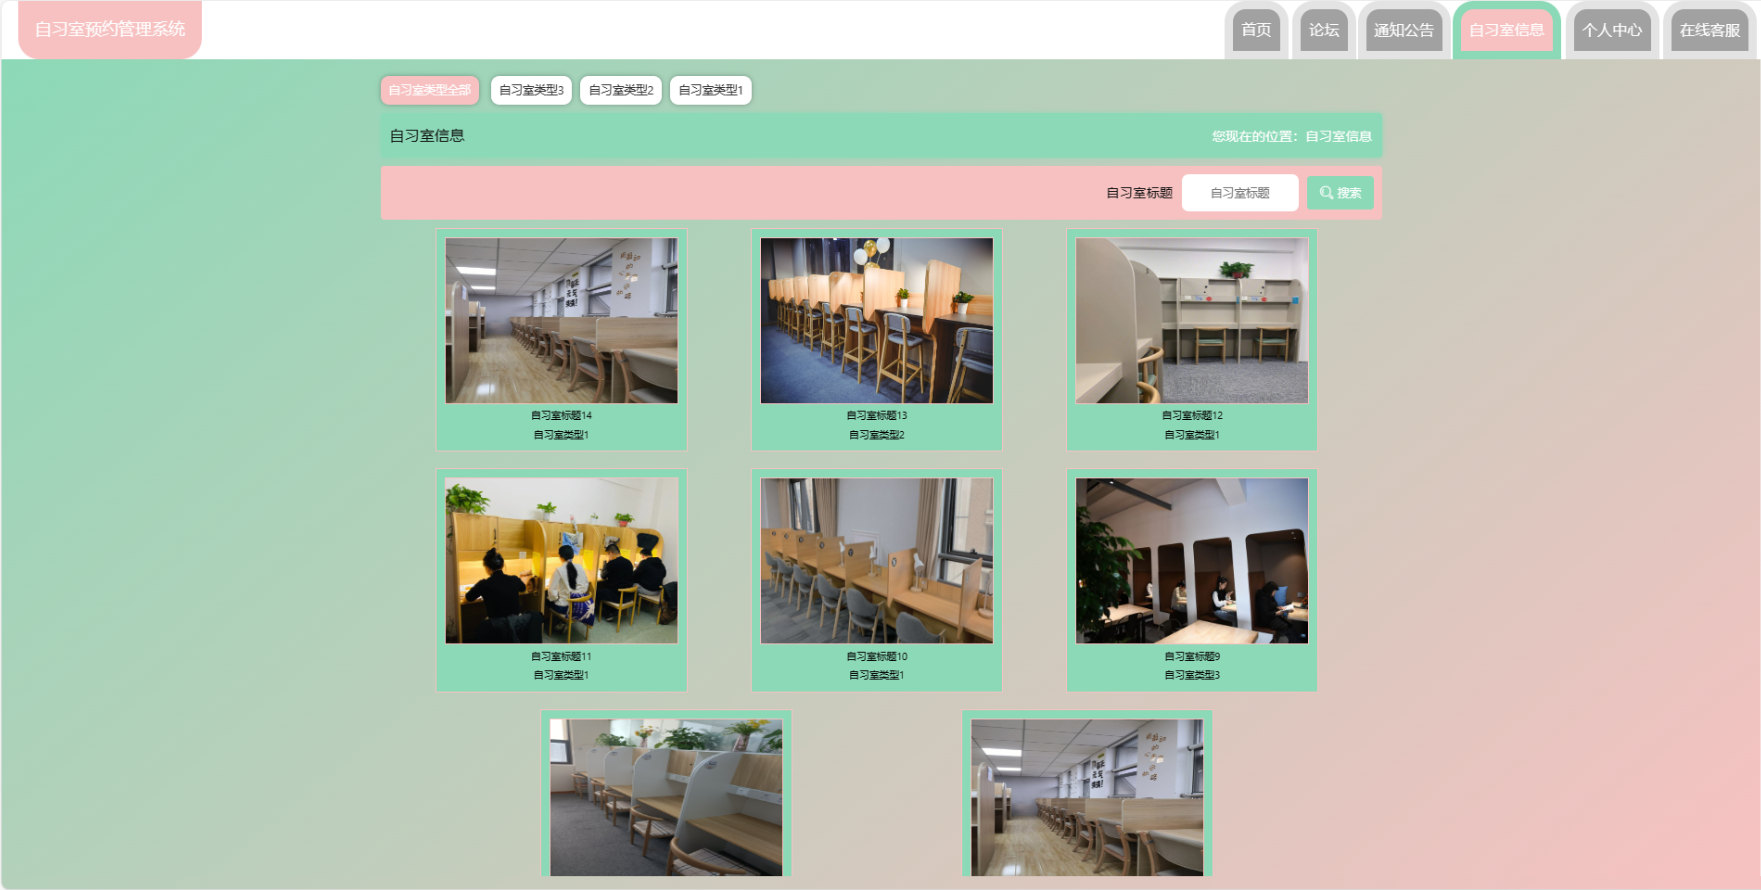 自习室预约管理系统
首页
论坛
通知公告
自习室信息
个人中心
在线客服
自习室类型全部
自习室类型3
自习室类型2
自习室类型1
自习室信息
您现在的位置：自习室信息
自习室标题
自习室标题
搜索
自习室标题14
自习室类型1
自习室标题13
自习室类型2
自习室标题12
自习室类型1
自习室标题11
自习室类型1
自习室标题10
自习室类型1
自习室标题9
自习室类型3